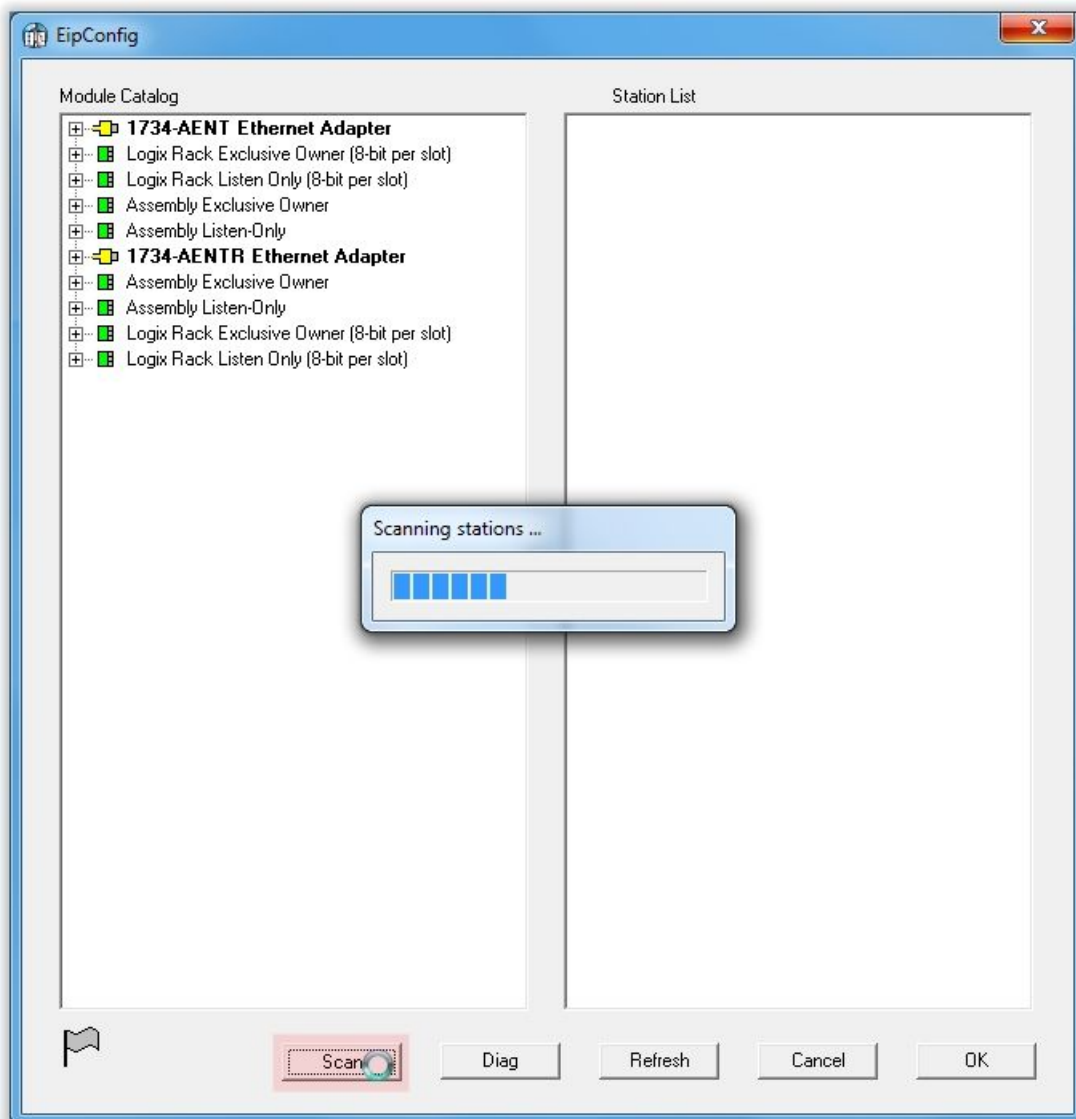 EipConfig
Module Catalog
Station List
1734-AENT Ethernet Adapter
Logix Rack Exclusive Owner (8-bit per slot)
Logix Rack Listen Only (8-bit per slot)
Assembly Exclusive Owner
Assembly Listen-Only
1734-AENTR Ethernet Adapter
Assembly Exclusive Owner
Assembly Listen-Only
Logix Rack Exclusive Owner (8-bit per slot)
Logix Rack Listen Only (8-bit per slot)
Scanning stations ...
Scan
Diag
Refresh
Cancel
OK